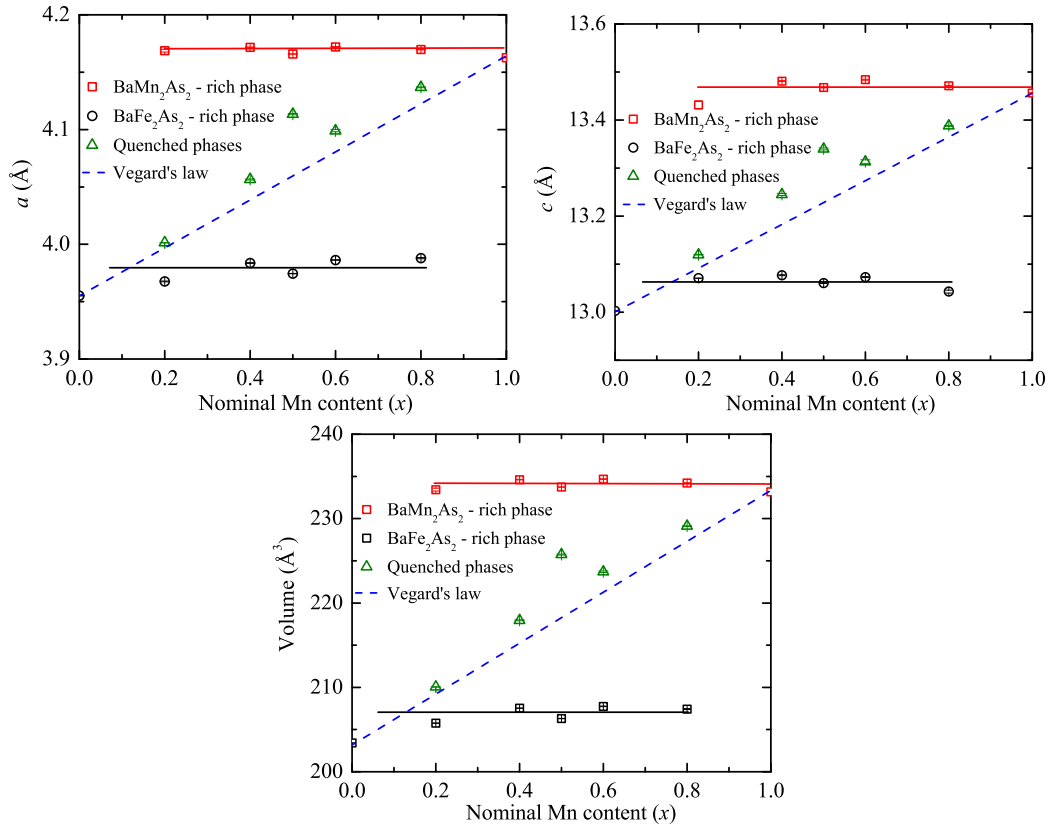 4.2
4.1
4.0
3.9
a (Å)
BaMn₂As₂ - rich phase
BaFe₂As₂ - rich phase
Quenched phases
Vegard's law
0.0 0.2 0.4 0.6 0.8 1.0
Nominal Mn content (x)
13.6
13.4
13.2
13.0
c (Å)
BaMn₂As₂ - rich phase
BaFe₂As₂ - rich phase
Quenched phases
Vegard's law
0.0 0.2 0.4 0.6 0.8 1.0
Nominal Mn content (x)
240
230
220
210
200
Volume (Å³)
BaMn₂As₂ - rich phase
BaFe₂As₂ - rich phase
Quenched phases
Vegard's law
0.0 0.2 0.4 0.6 0.8 1.0
Nominal Mn content (x)